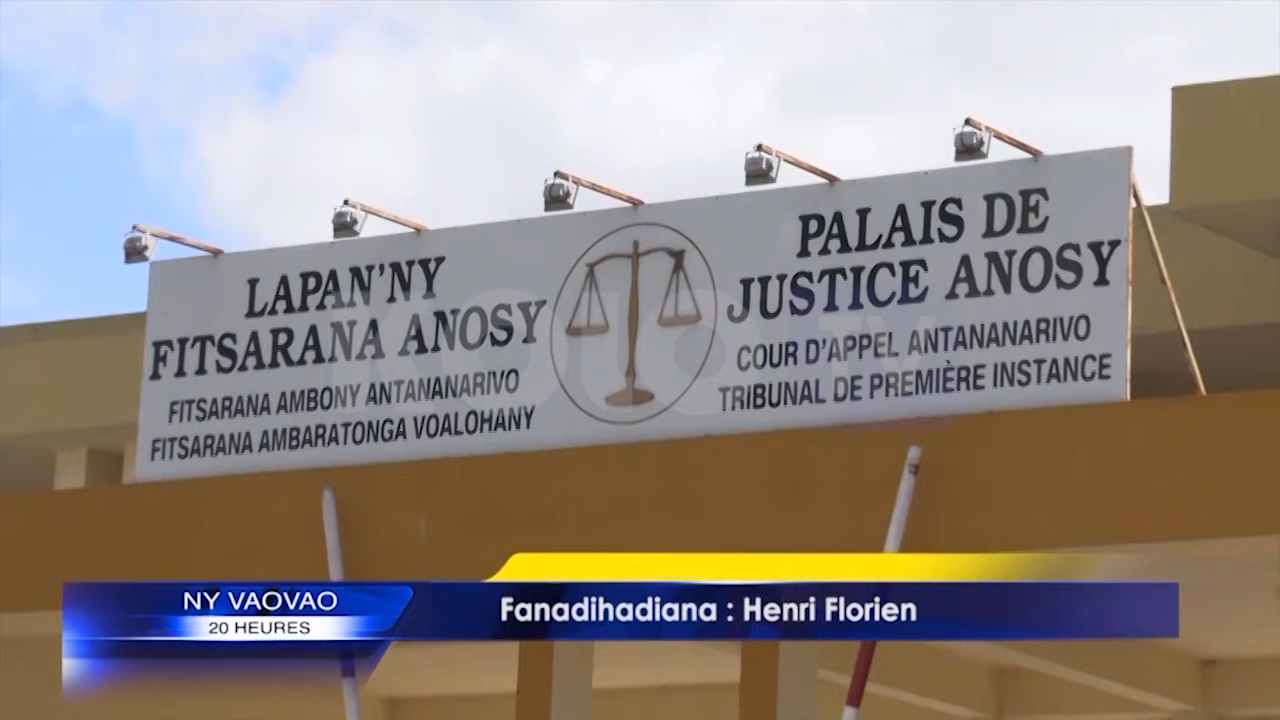 LAPAN'NY
FITSARANA ANOSY
FITSARANA AMBONY ANTANANARIVO
FITSARANA AMBARATONGA VOALOHANY
PALAIS DE
JUSTICE ANOSY
COUR D'APPEL ANTANANARIVO
TRIBUNAL DE PREMIÈRE INSTANCE
NY VAOVAO
20 HEURES
Fanadihadiana : Henri Florien